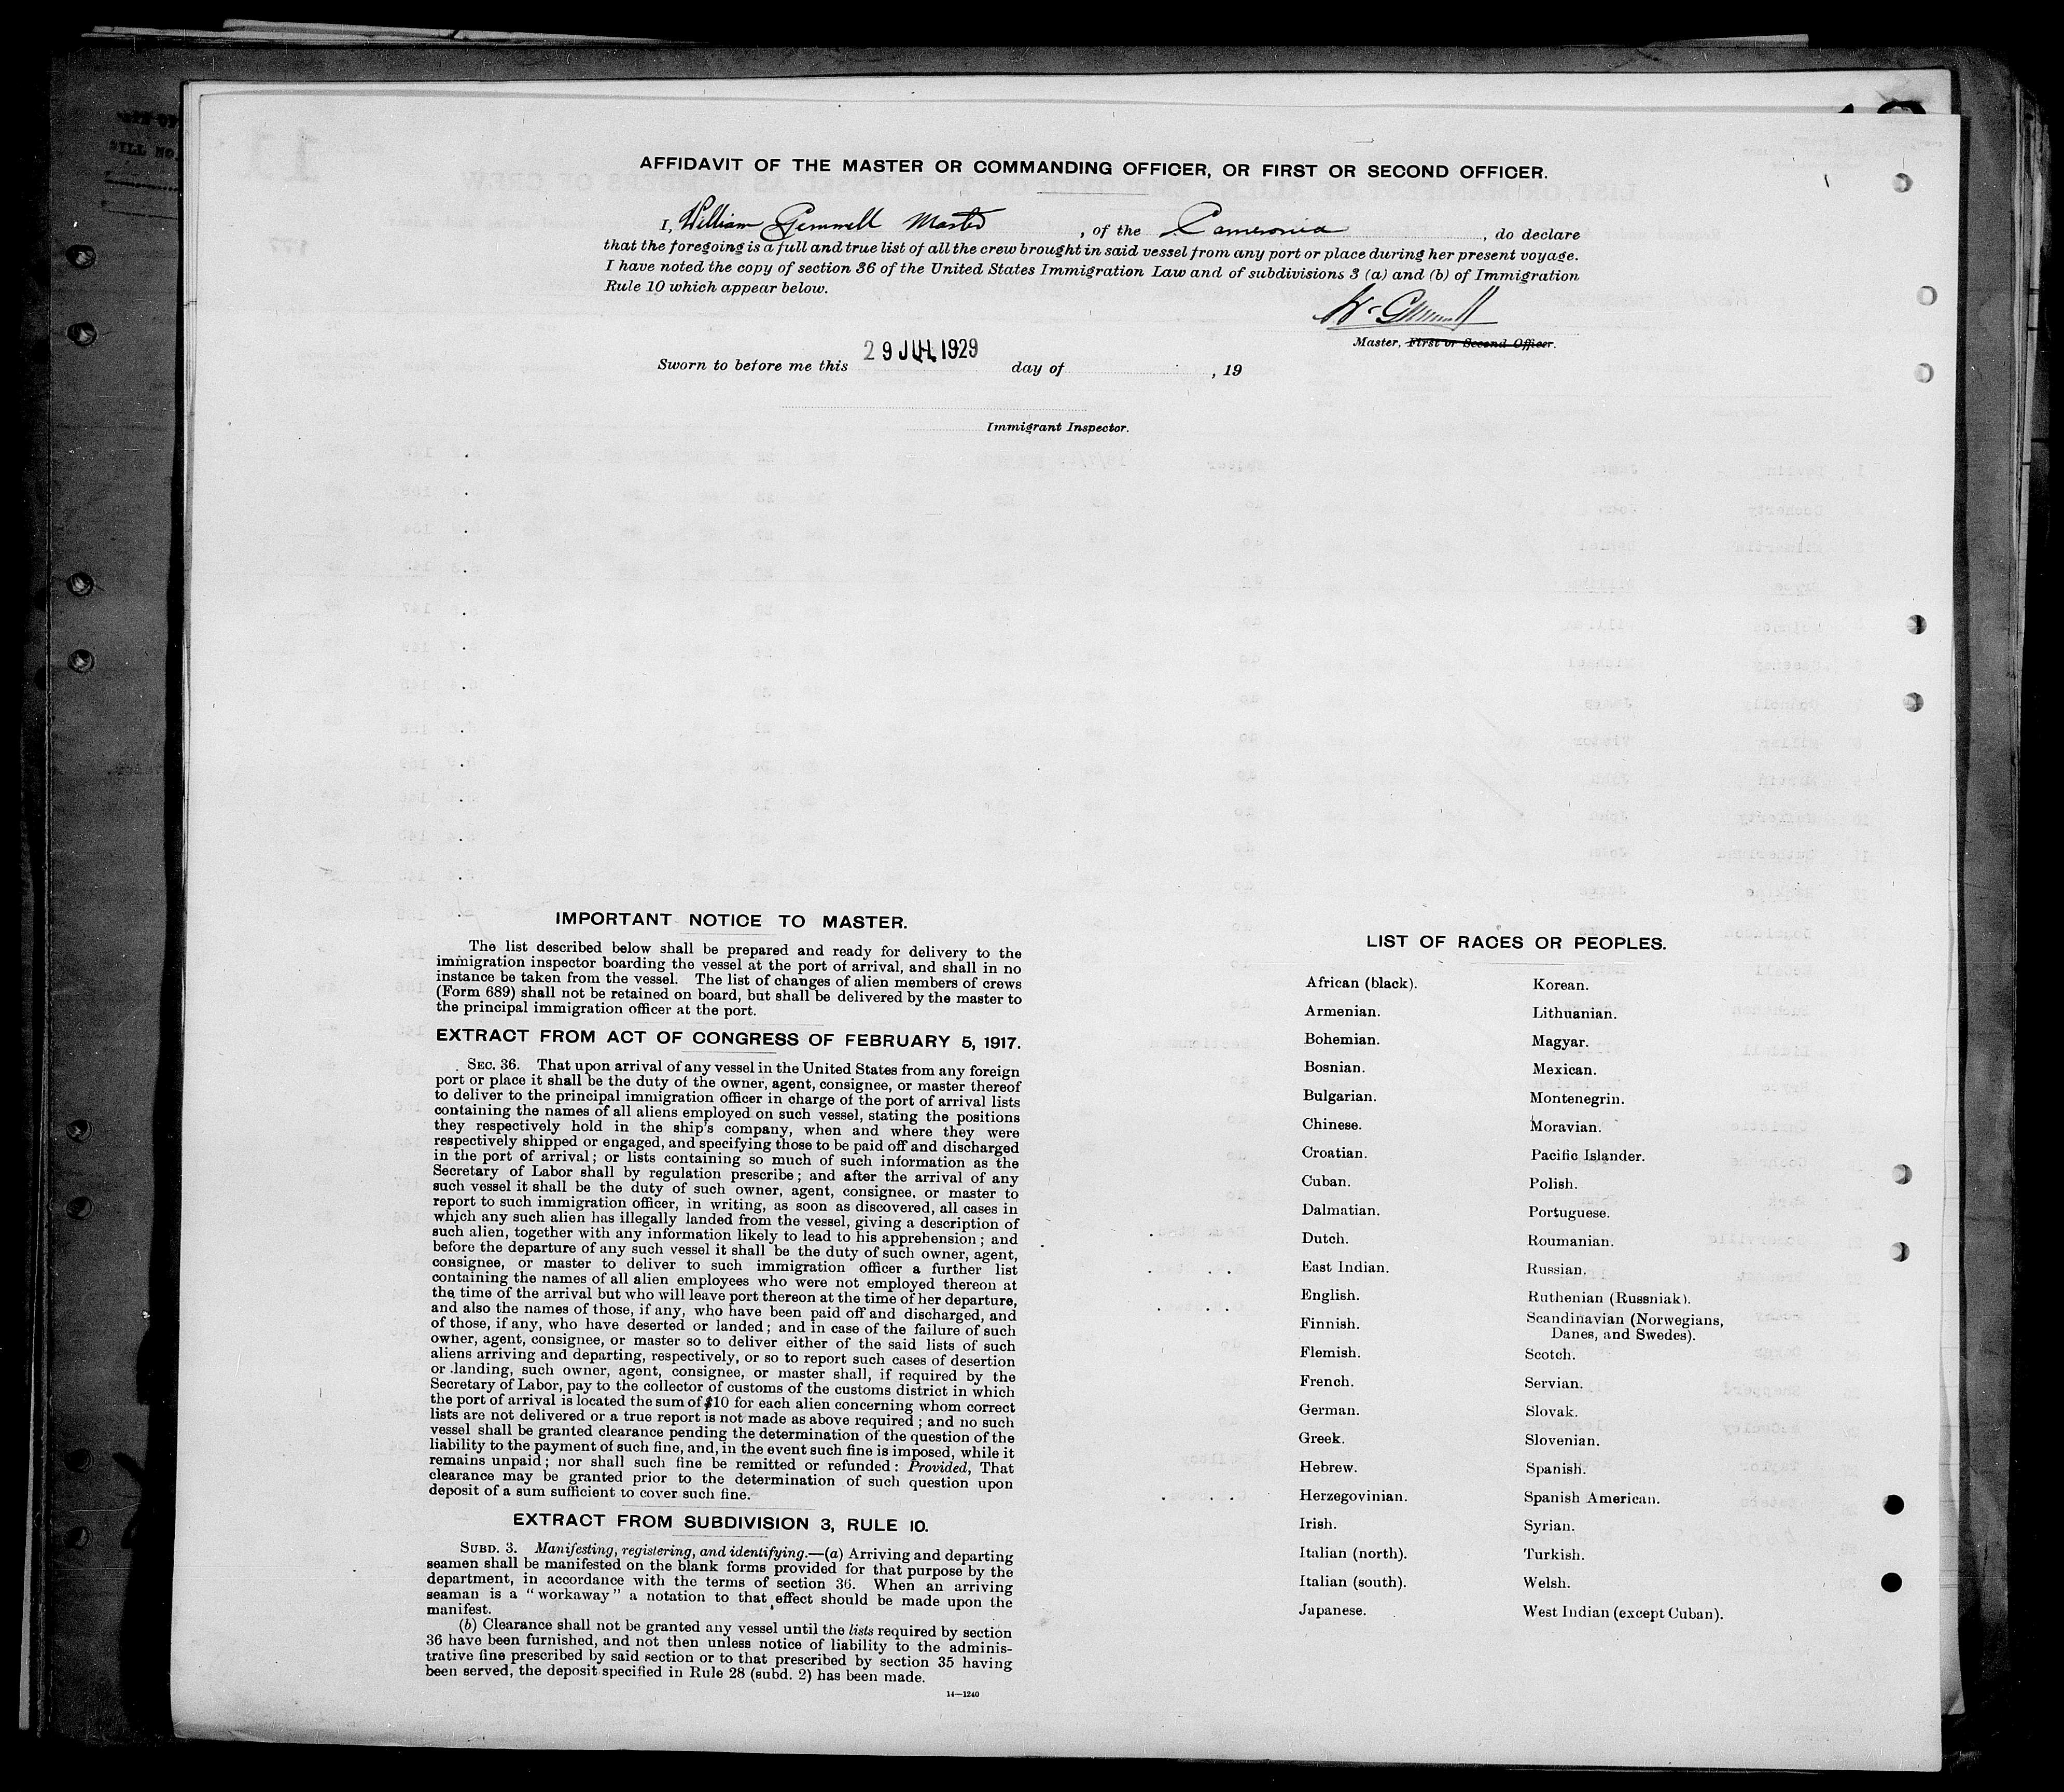 AFFIDAVIT OF THE MASTER OR COMMANDING OFFICER, OR FIRST OR SECOND OFFICER.
I, William Gemmell Master, of the Cameronia, do declare
that the foregoing is a full and true list of all the crew brought in said vessel from any port or place during her present voyage.
I have noted the copy of section 36 of the United States Immigration Law and of subdivisions 3 (a) and (b) of Immigration
Rule 10 which appear below.
W. Gemmell
Master, First or Second Officer.
29 JUL 1929
Sworn to before me this day of , 19
Immigrant Inspector.
IMPORTANT NOTICE TO MASTER.
The list described below shall be prepared and ready for delivery to the
immigration inspector boarding the vessel at the port of arrival, and shall in no
instance be taken from the vessel. The list of changes of alien members of crews
(Form 689) shall not be retained on board, but shall be delivered by the master to
the principal immigration officer at the port.
EXTRACT FROM ACT OF CONGRESS OF FEBRUARY 5, 1917.
SEC. 36. That upon arrival of any vessel in the United States from any foreign
port or place it shall be the duty of the owner, agent, consignee, or master thereof
to deliver to the principal immigration officer in charge of the port of arrival lists
containing the names of all aliens employed on such vessel, stating the positions
they respectively hold in the ship's company, when and where they were
respectively shipped or engaged, and specifying those to be paid off and discharged
in the port of arrival; or lists containing so much of such information as the
Secretary of Labor shall by regulation prescribe; and after the arrival of any
such vessel it shall be the duty of such owner, agent, consignee, or master to
report to such immigration officer, in writing, as soon as discovered, all cases in
which any such alien has illegally landed from the vessel, giving a description of
such alien, together with any information likely to lead to his apprehension; and
before the departure of any such vessel it shall be the duty of such owner, agent,
consignee, or master to deliver to such immigration officer a further list
containing the names of all alien employees who were not employed thereon at
the time of the arrival but who will leave port thereon at the time of her departure,
and also the names of those, if any, who have been paid off and discharged, and
of those, if any, who have deserted or landed; and in case of the failure of such
owner, agent, consignee, or master so to deliver either of the said lists of such
aliens arriving and departing, respectively, or so to report such cases of desertion
or landing, such owner, agent, consignee, or master shall, if required by the
Secretary of Labor, pay to the collector of customs of the customs district in which
the port of arrival is located the sum of $10 for each alien concerning whom correct
lists are not delivered or a true report is not made as above required; and no such
vessel shall be granted clearance pending the determination of the question of the
liability to the payment of such fine, and, in the event such fine is imposed, while it
remains unpaid; nor shall such fine be remitted or refunded: Provided, That
clearance may be granted prior to the determination of such question upon
deposit of a sum sufficient to cover such fine.
EXTRACT FROM SUBDIVISION 3, RULE 10.
SUBD. 3. Manifesting, registering, and identifying.—(a) Arriving and departing
seamen shall be manifested on the blank forms provided for that purpose by the
department, in accordance with the terms of section 36. When an arriving
seaman is a "workaway" a notation to that effect should be made upon the
manifest.
(b) Clearance shall not be granted any vessel until the lists required by section
36 have been furnished, and not then unless notice of liability to the adminis-
trative fine prescribed by said section or to that prescribed by section 35 having
been served, the deposit specified in Rule 28 (subd. 2) has been made.
14—1240
LIST OF RACES OR PEOPLES.
African (black).
Armenian.
Bohemian.
Bosnian.
Bulgarian.
Chinese.
Croatian.
Cuban.
Dalmatian.
Dutch.
East Indian.
English.
Finnish.
Flemish.
French.
German.
Greek.
Hebrew.
Herzegovinian.
Irish.
Italian (north).
Italian (south).
Japanese.
Korean.
Lithuanian.
Magyar.
Mexican.
Montenegrin.
Moravian.
Pacific Islander.
Polish.
Portuguese.
Roumanian.
Russian.
Ruthenian (Russniak).
Scandinavian (Norwegians,
Danes, and Swedes).
Scotch.
Servian.
Slovak.
Slovenian.
Spanish.
Spanish American.
Syrian.
Turkish.
Welsh.
West Indian (except Cuban).